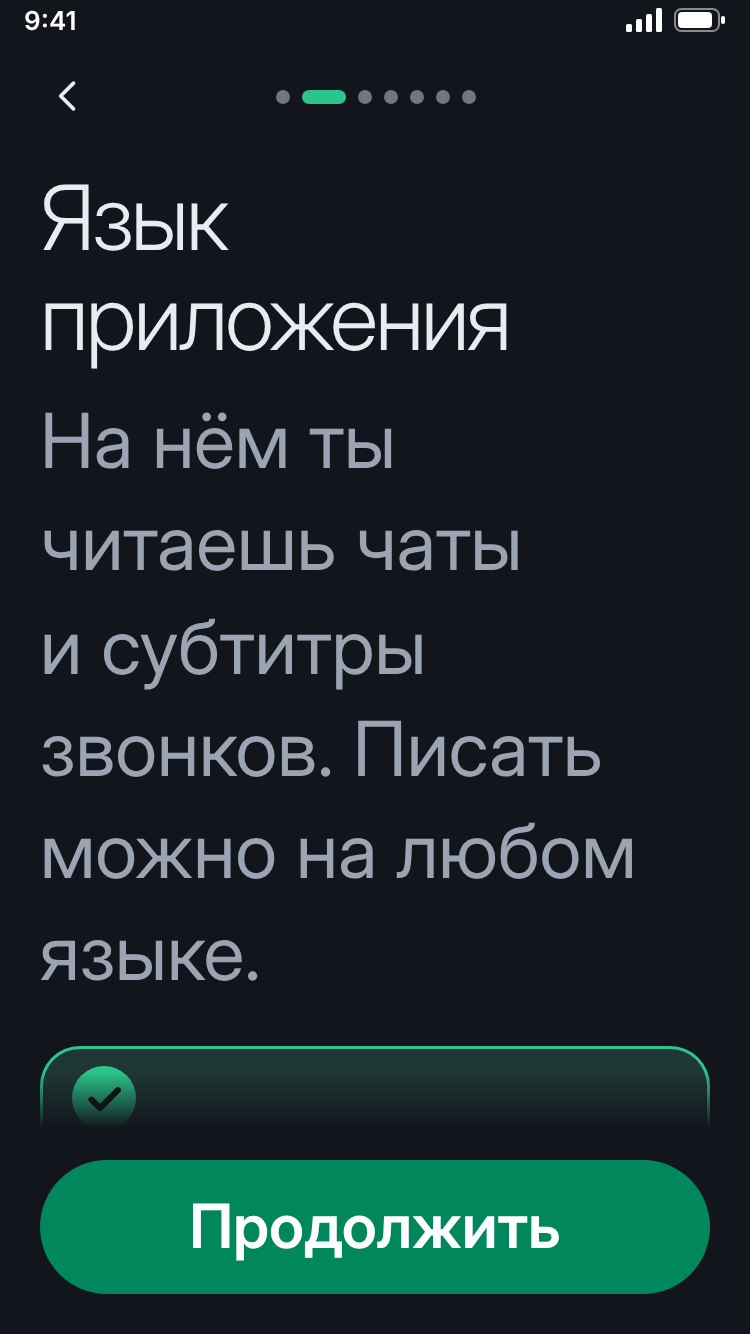 9:41
Язык
приложения
На нём ты
читаешь чаты
и субтитры
звонков. Писать
можно на любом
языке.
Продолжить